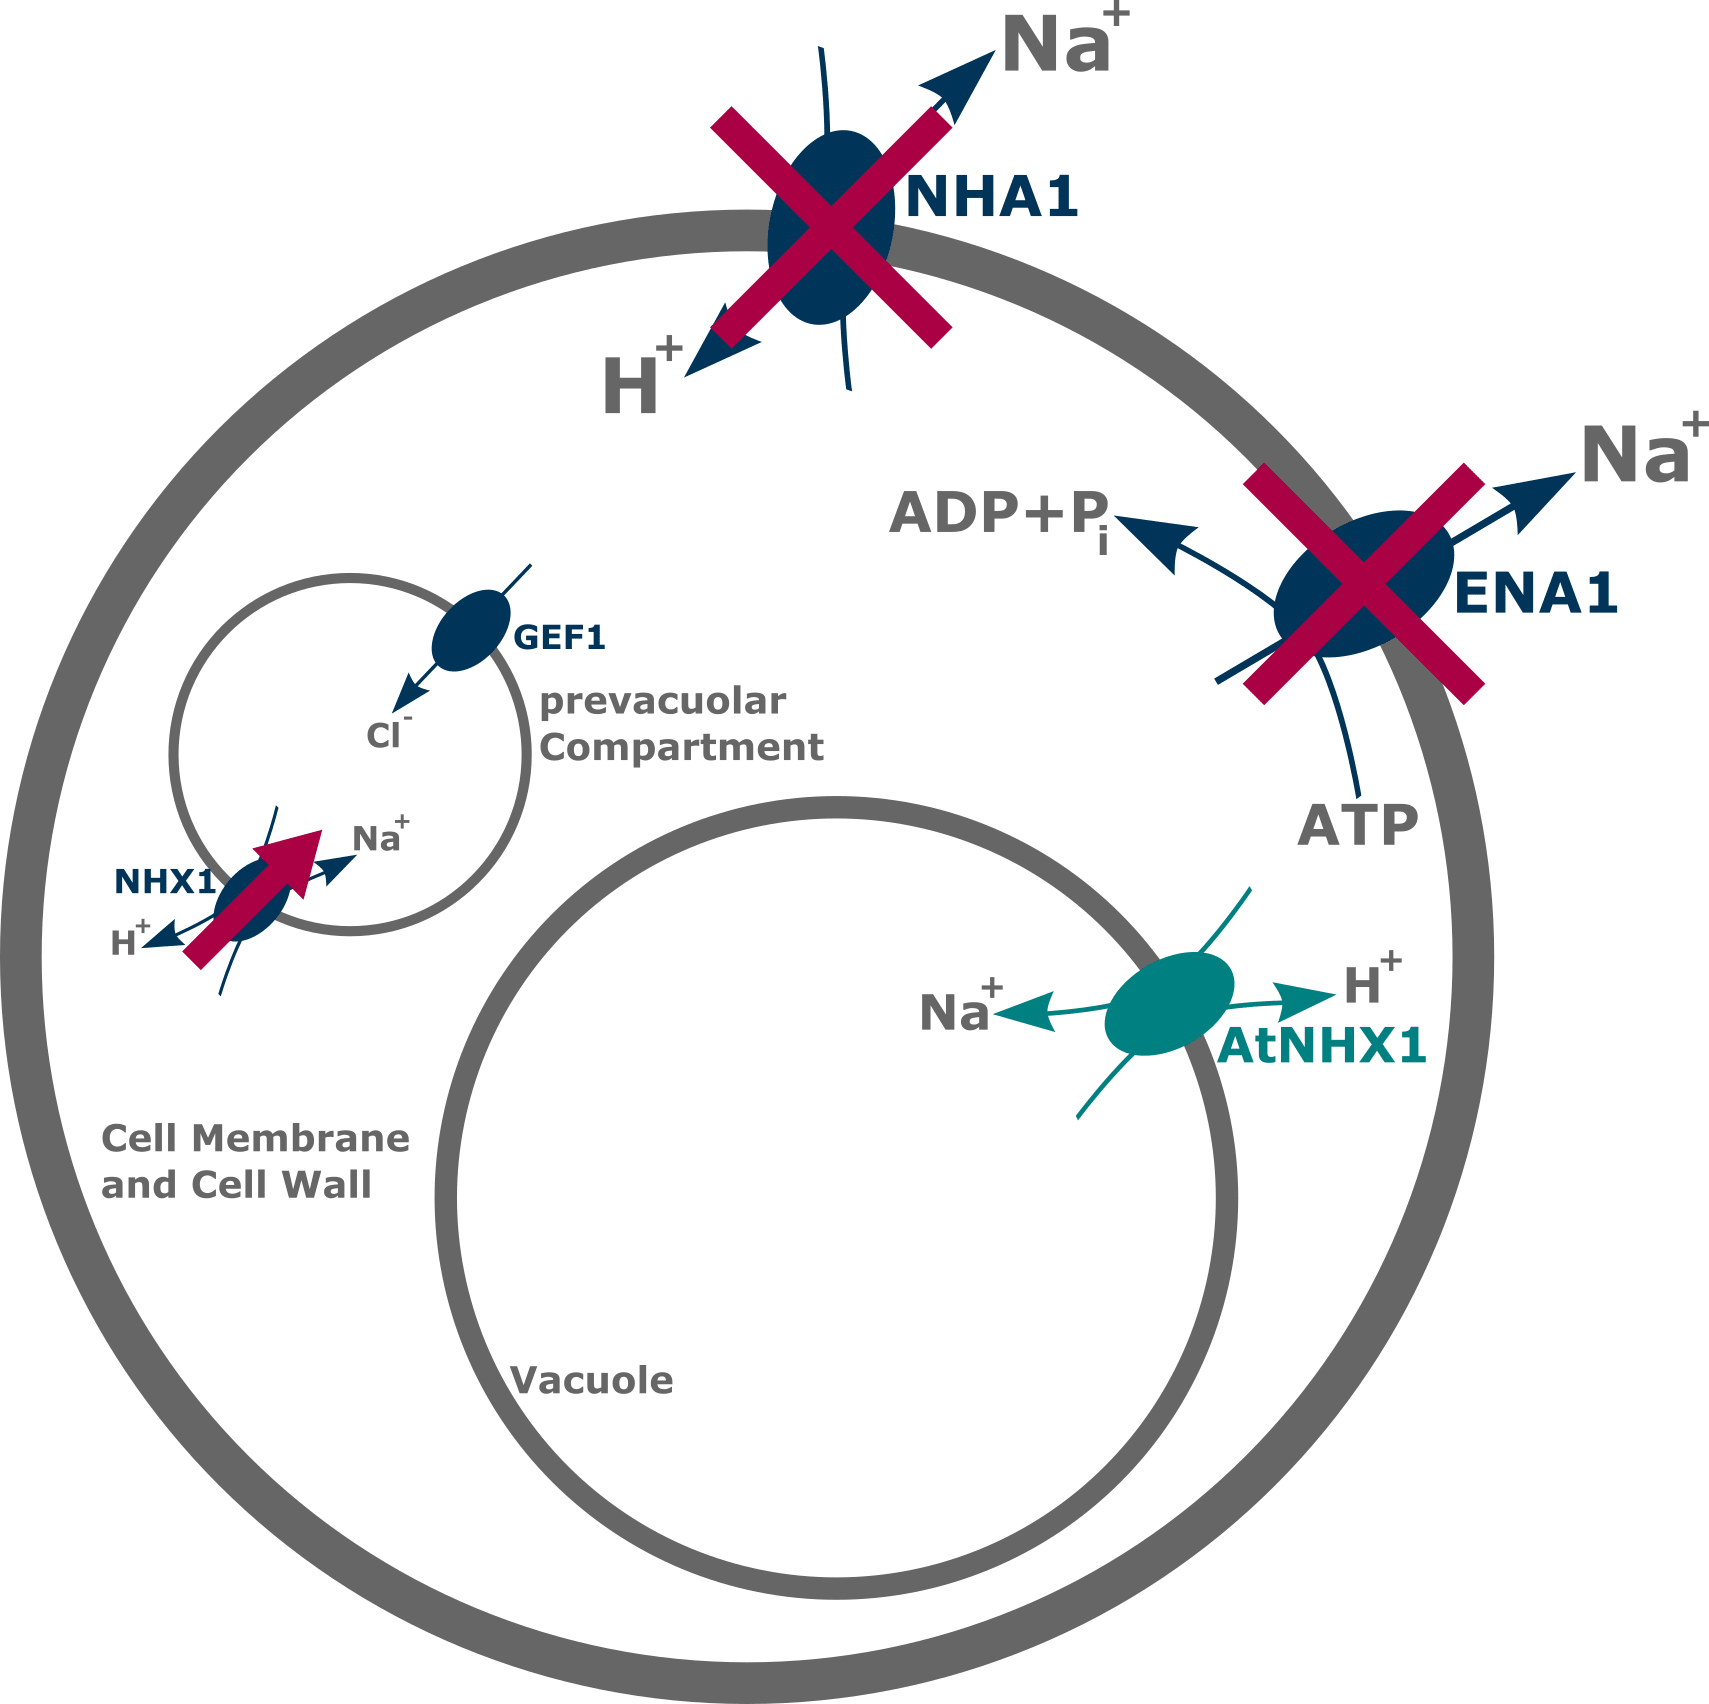 Na+
NHA1
H+
Na+
ADP+Pi
ENA1
GEF1
prevacuolar
Compartment
Cl-
ATP
Na+
NHX1
H+
Na+
H+
AtNHX1
Cell Membrane
and Cell Wall
Vacuole